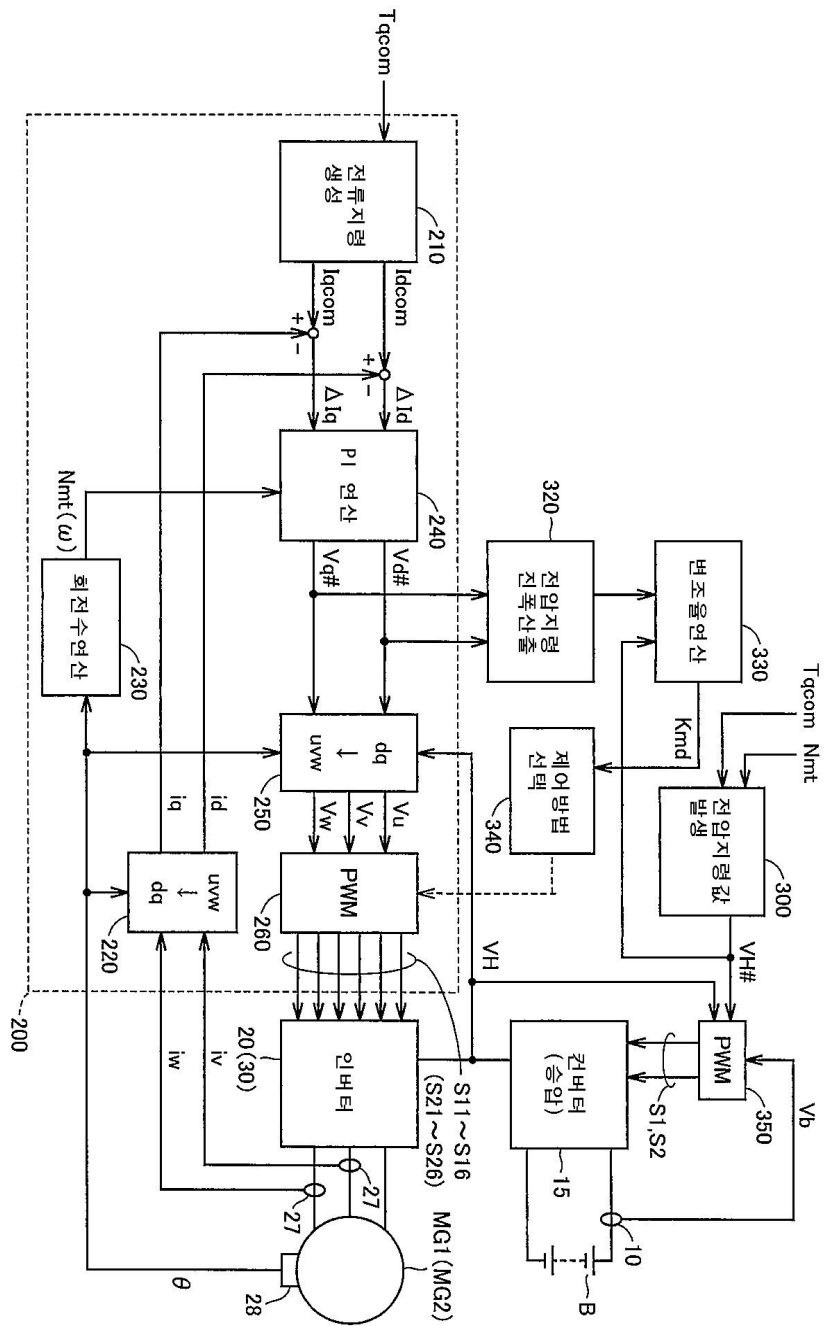 Tqcom
전류지령
생성
210
Idcom
Iqcom
+
-
+
-
ΔId
ΔIq
PI 연산
240
Vd#
Vq#
Nmt(ω)
회전수연산
230
320
전압지령
진폭산출
변조율연산
330
Kmd
Tqcom
Nmt
전압지령값
발생
300
VH#
제어방법
선택
340
dq
↓
uvw
250
Vu
Vv
Vw
PWM
260
id
iq
uvw
↓
dq
220
VH
PWM
350
Vb
S1,S2
컨버터
(승압)
15
10
B
200
인버터
20(30)
S11~S16
(S21~S26)
iv
iw
27
27
MG1(MG2)
28
θ